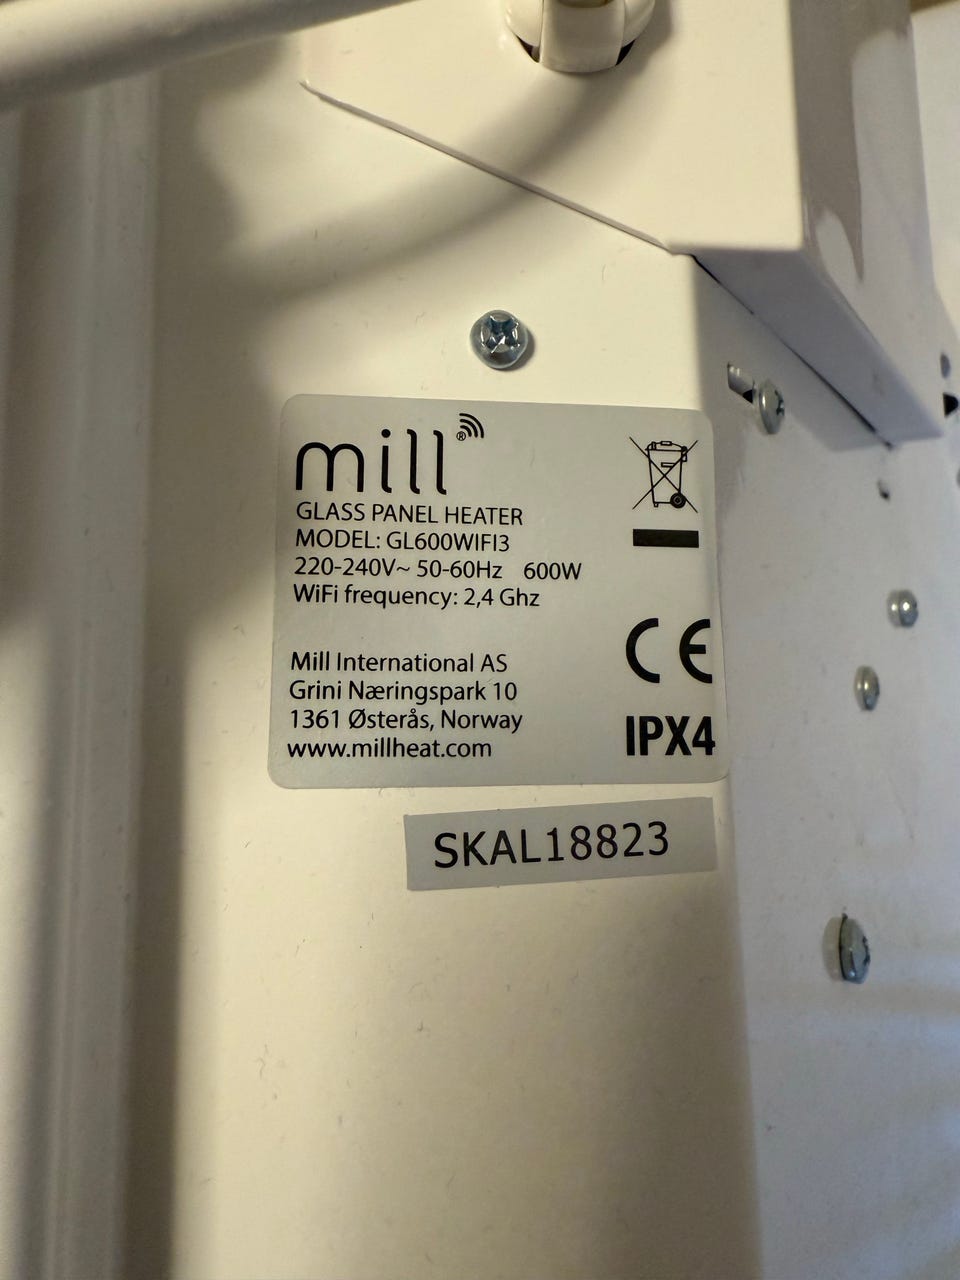 mill®
GLASS PANEL HEATER
MODEL: GL600WIFI3
220-240V~ 50-60Hz 600W
WiFi frequency: 2,4 Ghz
Mill International AS
Grini Næringspark 10
1361 Østerås, Norway
www.millheat.com
CE
IPX4
SKAL18823